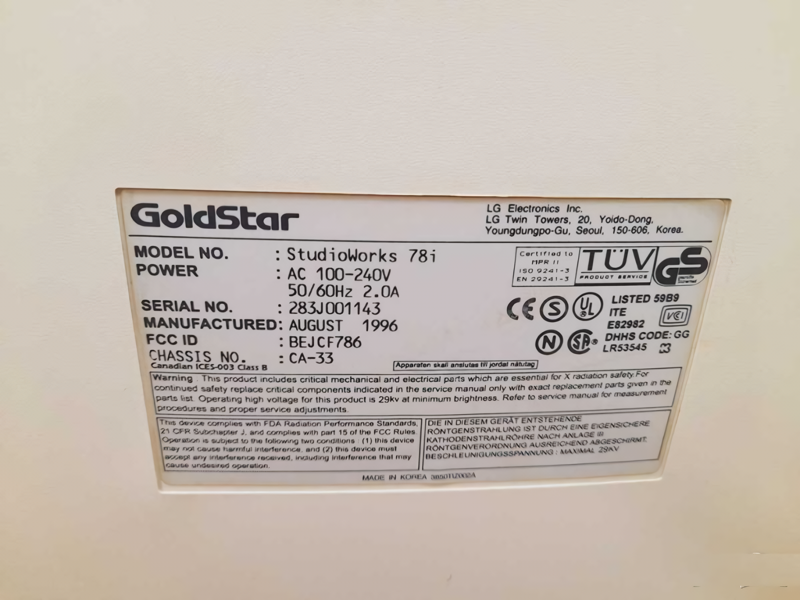 GoldStar
LG Electronics Inc.
LG Twin Towers, 20, Yoido-Dong,
Youngdungpo-Gu, Seoul, 150-606, Korea.
MODEL NO. : StudioWorks 78i
POWER : AC 100-240V
50/60Hz 2.0A
SERIAL NO. : 283J001143
MANUFACTURED: AUGUST 1996
FCC ID : BEJCF786
CHASSIS NO. : CA-33
Canadian ICES-003 Class B
Certified to
MPR II
ISO 9241-3
EN 29241-3
TÜV
PRODUCT SERVICE
GS
CE S UL
LISTED 59B9
ITE
E82982
VCI
N SA
DHHS CODE: GG
LR53545
Apparaten skall anslutas till jordat nätuttag
Warning : This product includes critical mechanical and electrical parts which are essential for X radiation safety. For
continued safety replace critical components indicated in the service manual only with exact replacement parts given in the
parts list. Operating high voltage for this product is 29kv at minimum brightness. Refer to service manual for measurement
procedures and proper service adjustments.
This device complies with FDA Radiation Performance Standards,
21 CFR Subchapter J, and complies with part 15 of the FCC Rules.
Operation is subject to the following two conditions : (1) this device
may not cause harmful interference, and (2) this device must
accept any interference received, including interference that may
cause undesired operation.
DIE IN DIESEM GERÄT ENTSTEHENDE
RÖNTGENSTRAHLUNG IST DURCH EINE EIGENSICHERE
KATHODENSTRAHLRÖHRE NACH ANLAGE III
RÖNTGENVERORDNUNG AUSREICHEND ABGESCHIRMT.
BESCHLEUNIGUNGSSPANNUNG : MAXIMAL 29KV
MADE IN KOREA